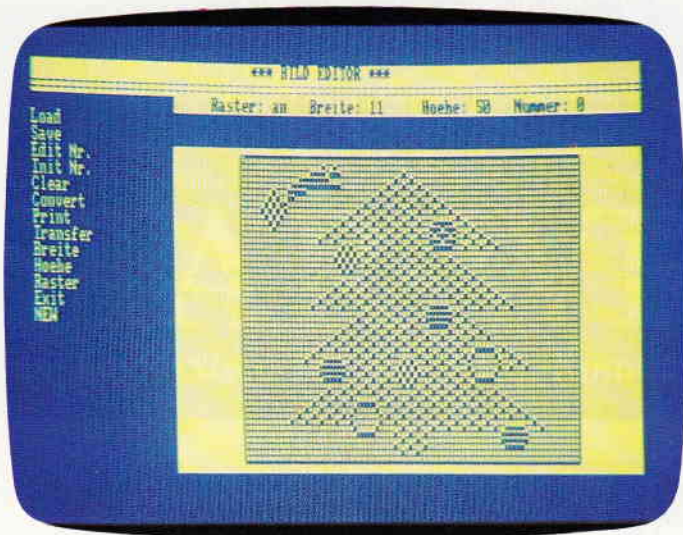 *** BILD EDITOR ***
Raster: an Breite: 11 Hoehe: 50 Nummer: 0
Load
Save
Edit Nr.
Init Nr.
Clear
Convert
Print
Transfer
Breite
Hoehe
Raster
Exit
NEW